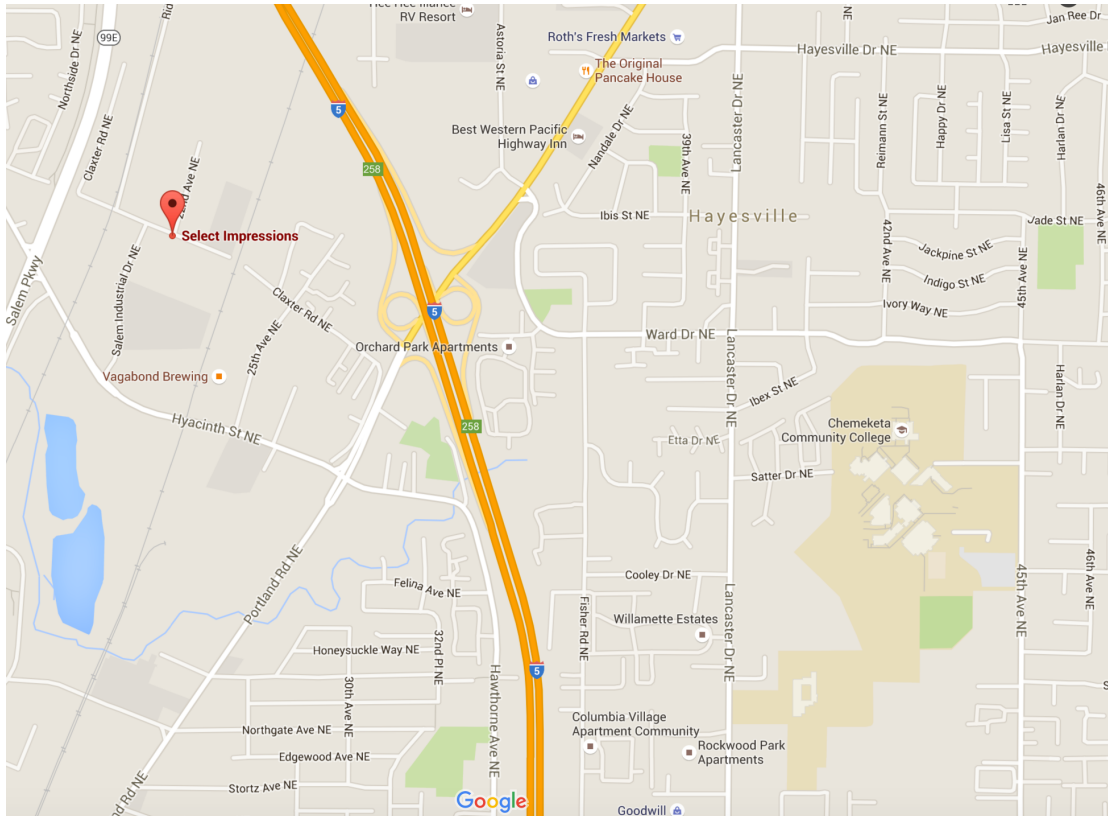 RV Resort
Roth's Fresh Markets
The Original
Pancake House
Astoria St NE
Jan Ree Dr
Hayesville Dr NE
Hayesville
99E
Northside Dr NE
5
Best Western Pacific
Highway Inn
Nandale Dr NE
39th Ave NE
Lancaster Dr NE
Reimann St NE
Happy Dr NE
Lisa St NE
Harlan Dr NE
Claxter Rd NE
258
22nd Ave NE
46th Ave NE
Ibis St NE
Hayesville
42nd Ave NE
Jade St NE
Select Impressions
Jackpine St NE
45th Ave NE
Salem Pkwy
Salem Industrial Dr NE
Indigo St NE
Claxter Rd NE
5
Ivory Way NE
25th Ave NE
Orchard Park Apartments
Ward Dr NE
Lancaster Dr NE
Vagabond Brewing
Ibex St NE
Harlan Dr NE
Hyacinth St NE
258
Etta Dr NE
Chemeketa
Community College
Satter Dr NE
Portland Rd NE
Felina Ave NE
Cooley Dr NE
Fisher Rd NE
Lancaster Dr NE
45th Ave NE
46th Ave NE
Willamette Estates
Honeysuckle Way NE
32nd Pl NE
Hawthorne Ave NE
5
30th Ave NE
Northgate Ave NE
Columbia Village
Apartment Community
Edgewood Ave NE
Rockwood Park
Apartments
Stortz Ave NE
Google
Goodwill